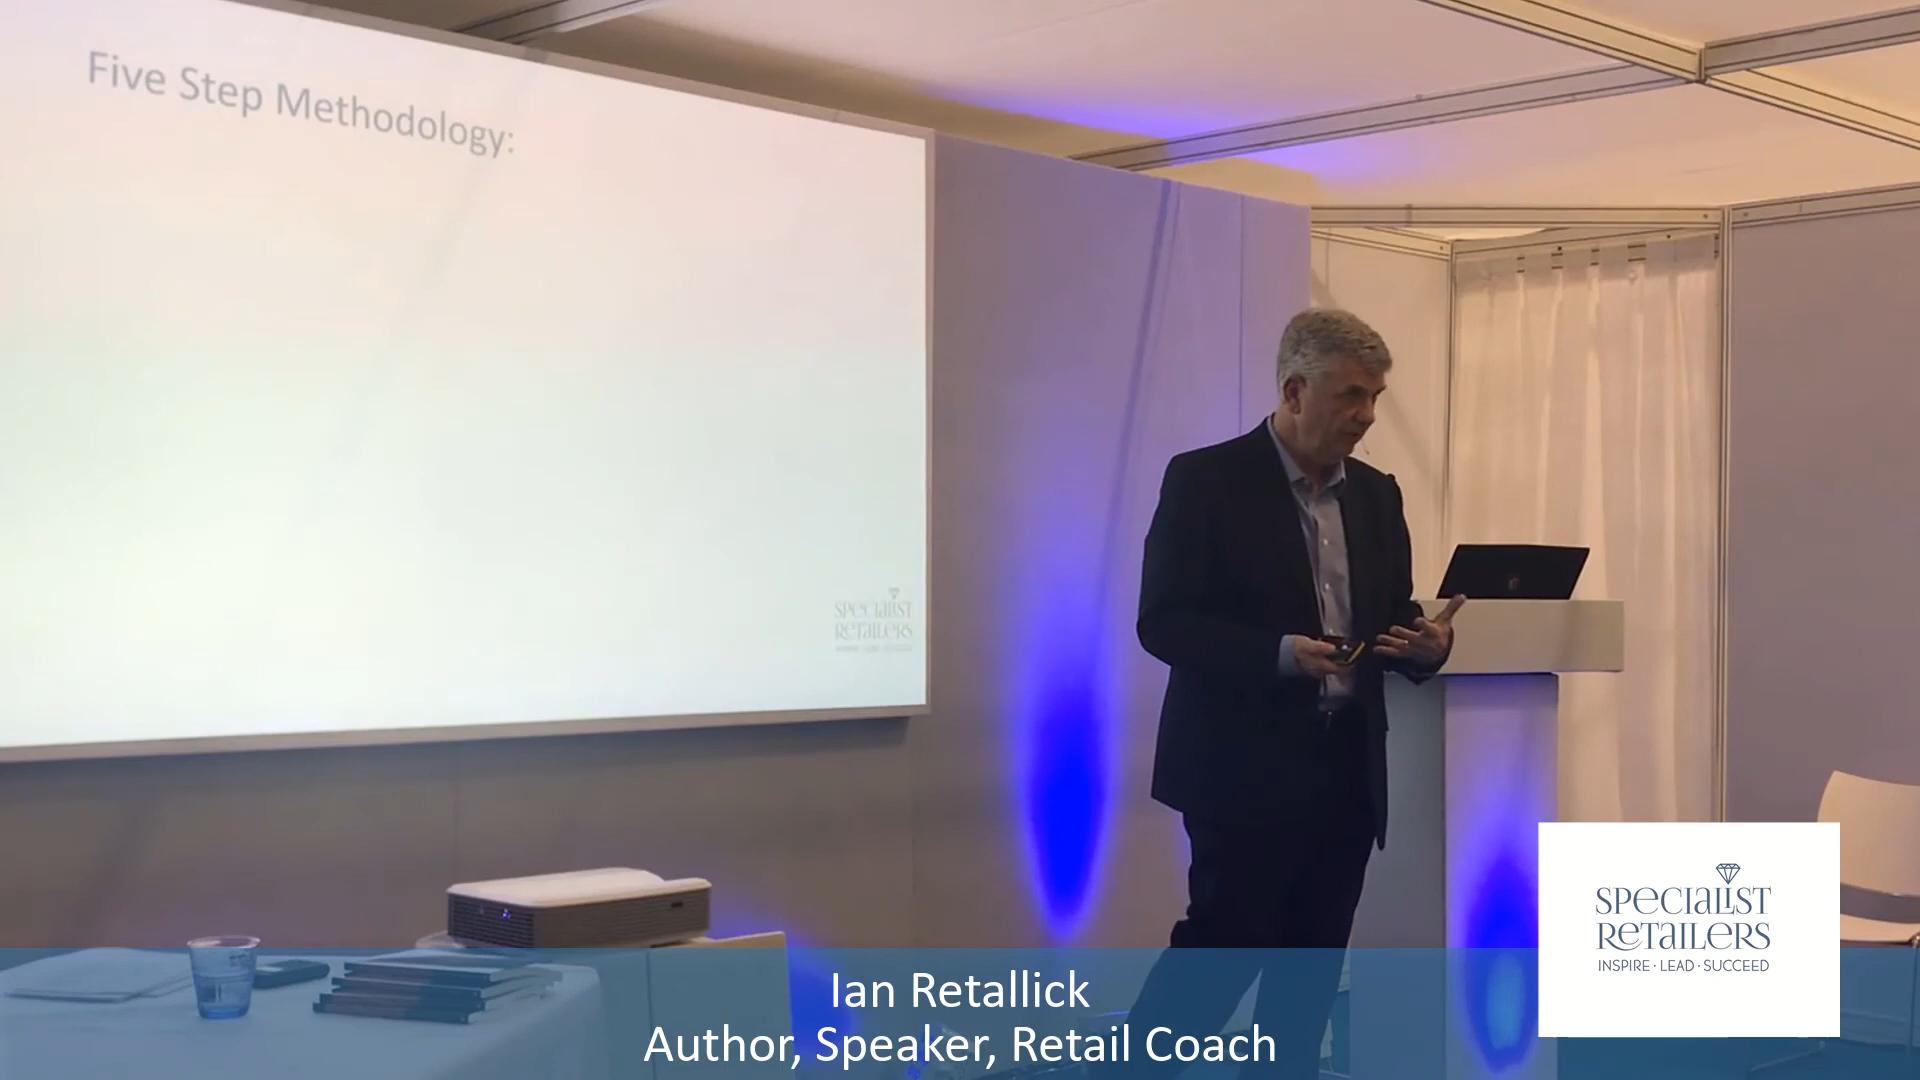 Five Step Methodology:
SPECIALIST
RETAILERS
Ian Retallick
Author, Speaker, Retail Coach
SPECIALIST
RETAILERS
INSPIRE · LEAD · SUCCEED